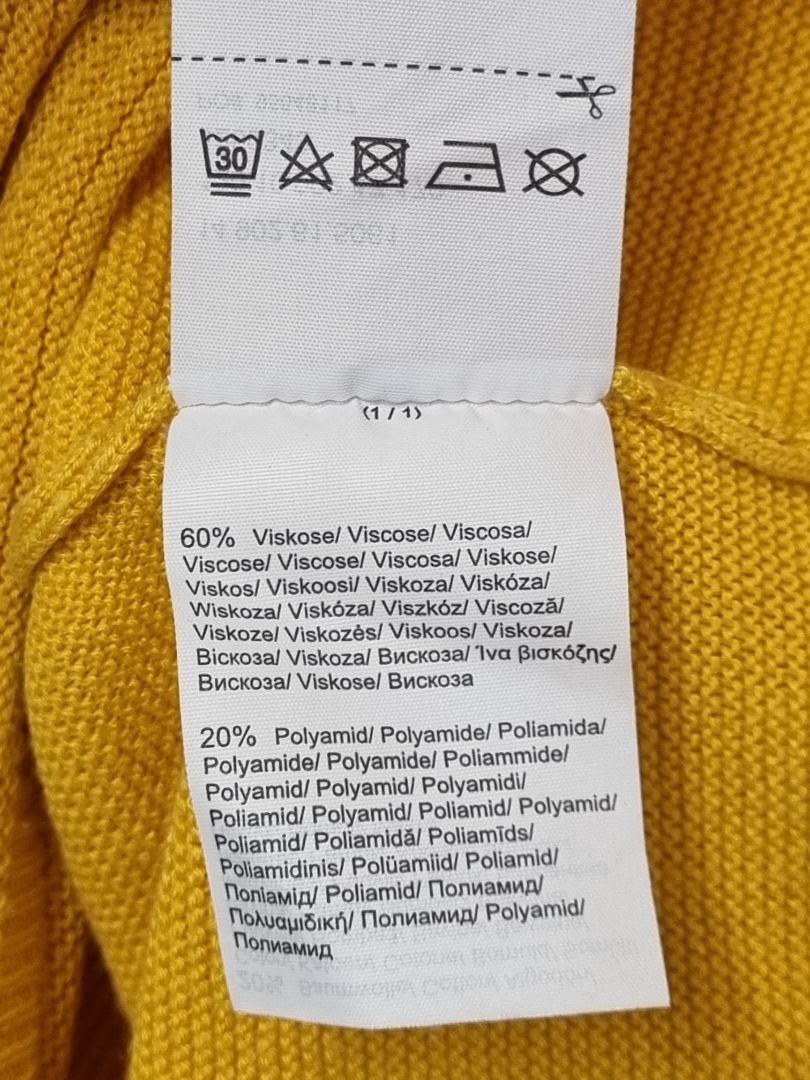 30
(1 / 1)
60% Viskose/ Viscose/ Viscosa/
Viscose/ Viscose/ Viscosa/ Viskose/
Viskos/ Viskoosi/ Viskoza/ Viskóza/
Wiskoza/ Viskóza/ Viszkóz/ Viscoză/
Viskoze/ Viskozės/ Viskoos/ Viskoza/
Віскоза/ Viskoza/ Вискоза/ Ίνα βισκόζης/
Вискоза/ Viskose/ Вискоза
20% Polyamid/ Polyamide/ Poliamida/
Polyamide/ Polyamide/ Poliammide/
Polyamid/ Polyamid/ Polyamidi/
Poliamid/ Polyamid/ Poliamid/ Polyamid/
Poliamid/ Poliamidă/ Poliamīds/
Poliamidinis/ Polüamiid/ Poliamid/
Поліамід/ Poliamid/ Полиамид/
Πολυαμιδική/ Полиамид/ Polyamid/
Полиамид